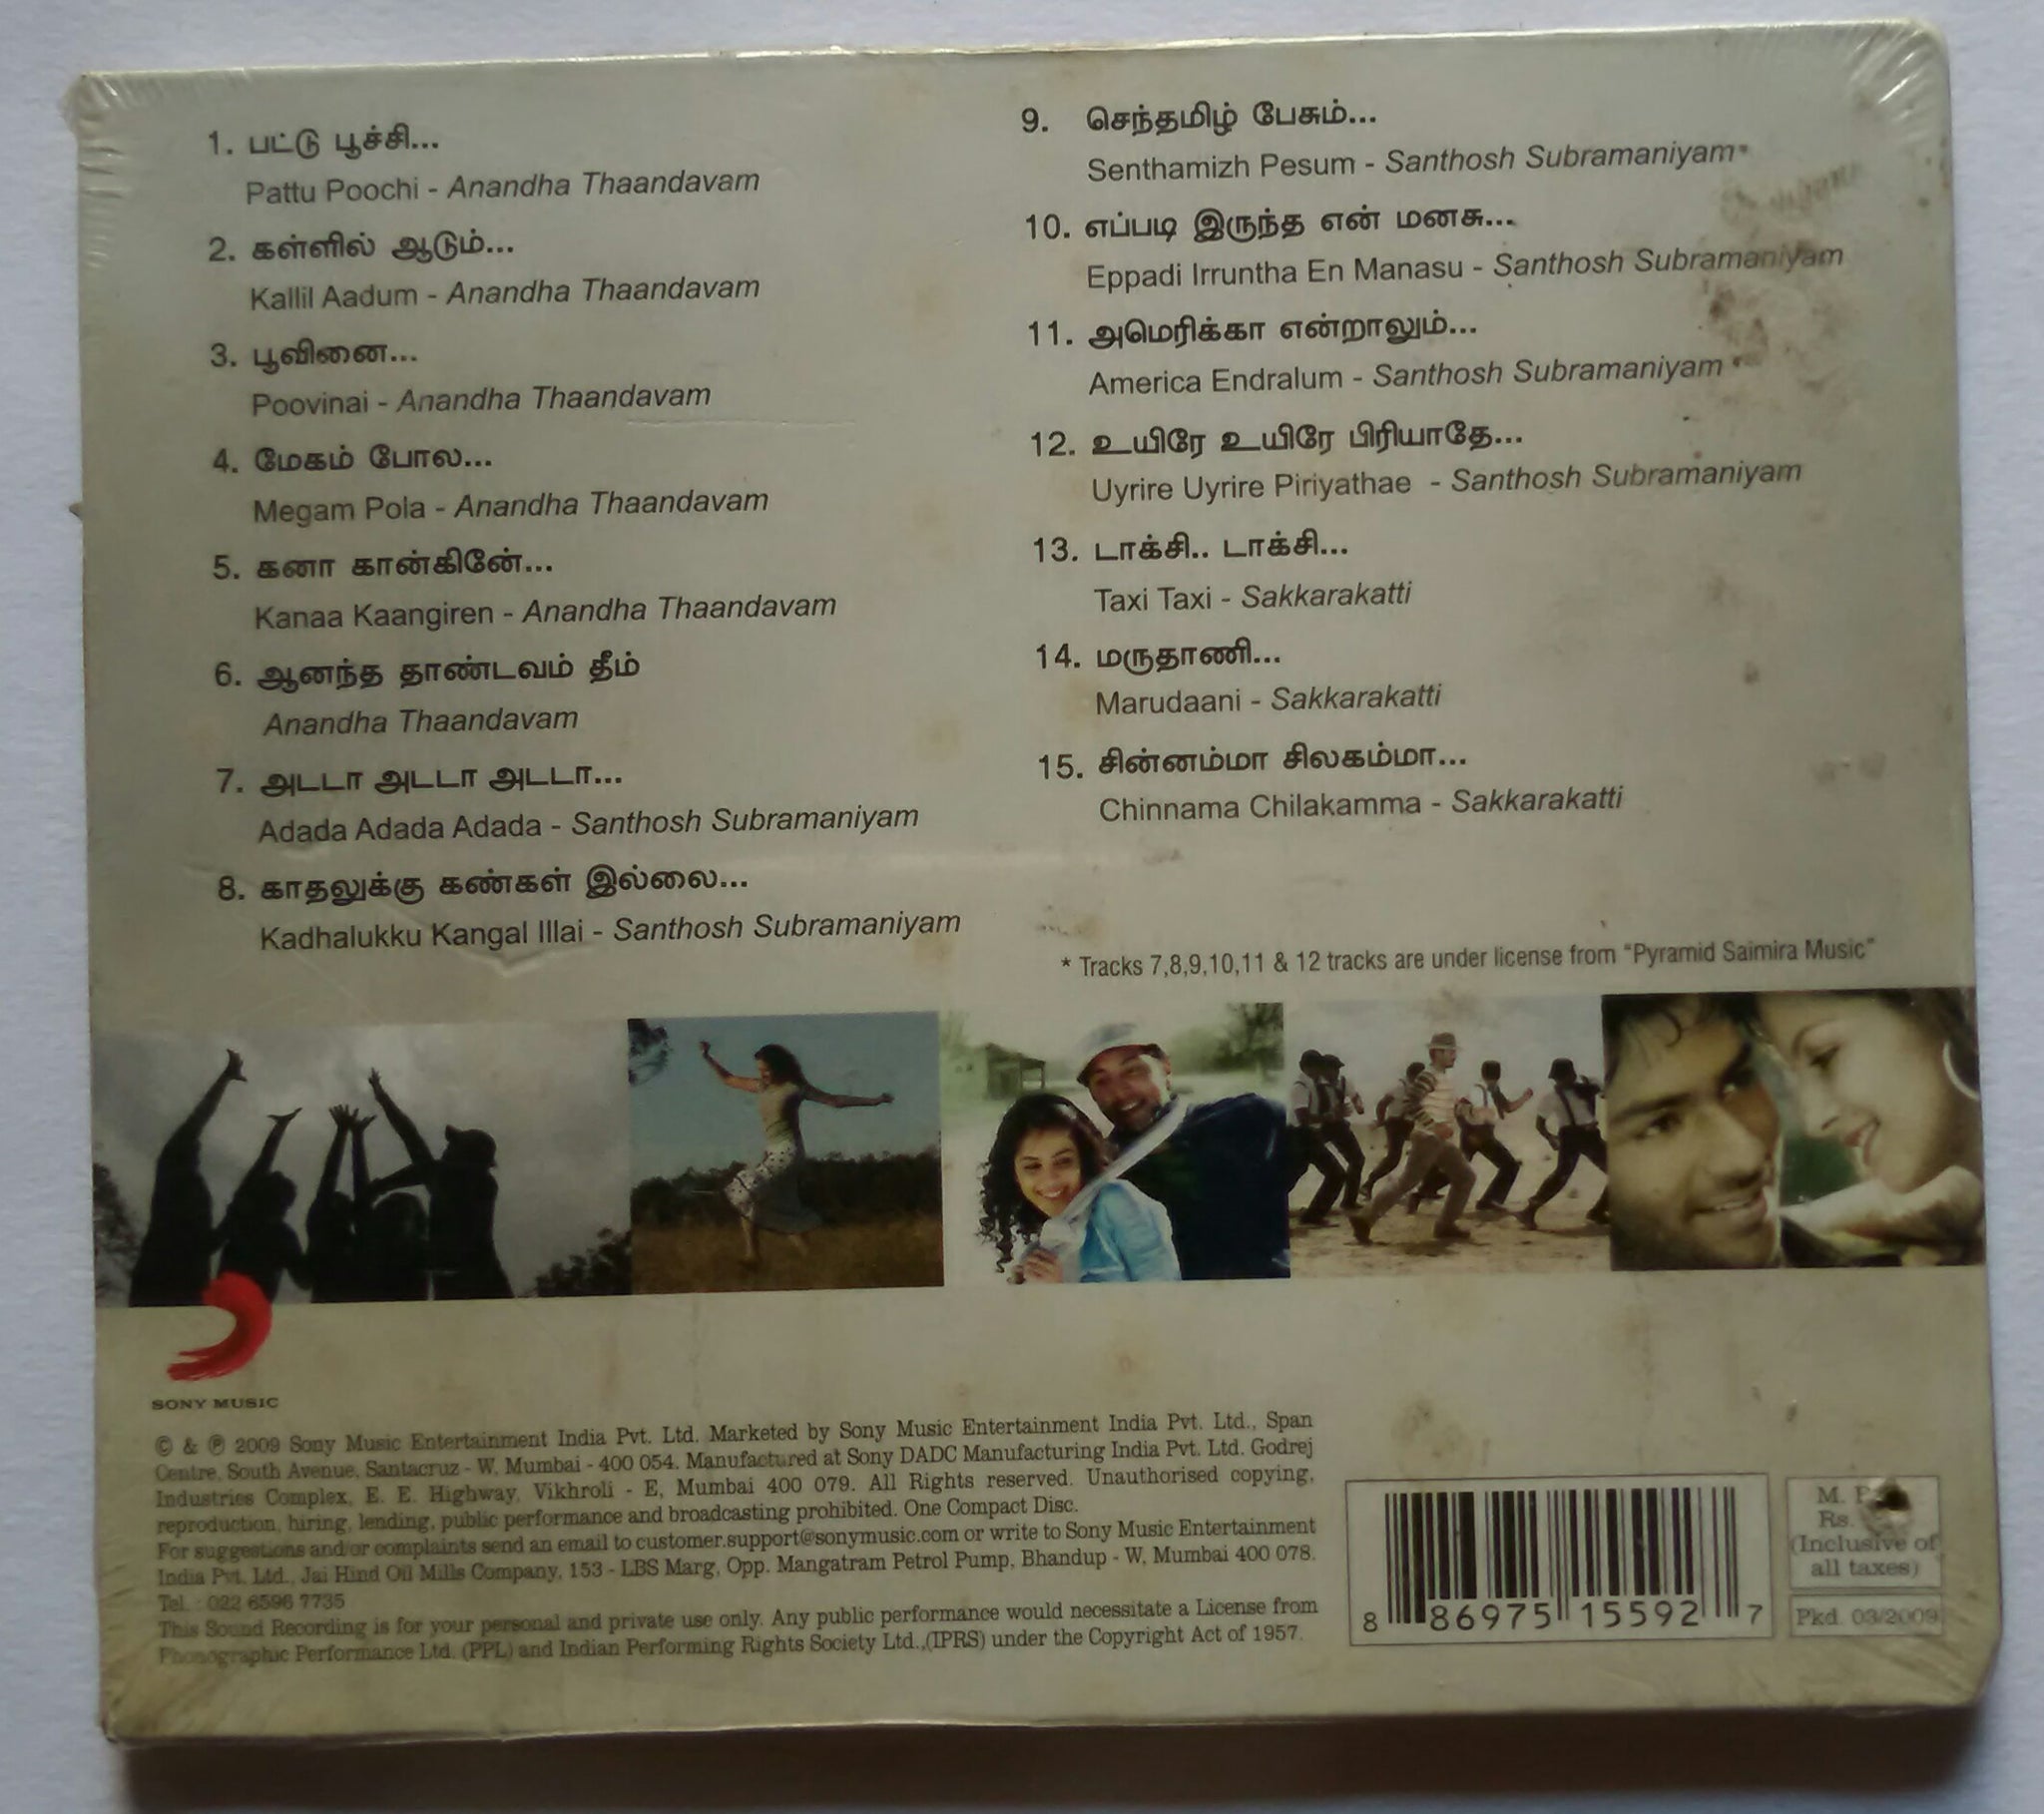 1. பட்டு பூச்சி...
Pattu Poochi - Anandha Thaandavam
2. கள்ளில் ஆடும்...
Kallil Aadum - Anandha Thaandavam
3. பூவினை...
Poovinai - Anandha Thaandavam
4. மேகம் போல...
Megam Pola - Anandha Thaandavam
5. கனா கான்கினேே்...
Kanaa Kaangiren - Anandha Thaandavam
6. ஆனந்த தாண்டவம் தீம்
Anandha Thaandavam
7. அடடா அடடா அடடா...
Adada Adada Adada - Santhosh Subramaniyam
8. காதலுக்கு கண்கள் இல்லை...
Kadhalukku Kangal Illai - Santhosh Subramaniyam
9. செந்தமிழ் பேசும்...
Senthamizh Pesum - Santhosh Subramaniyam*
10. எப்படி இருந்த என் மனசு...
Eppadi Irruntha En Manasu - Santhosh Subramaniyam
11. அமெரிக்கா என்றாலும்...
America Endralum - Santhosh Subramaniyam *
12. உயிரே உயிரே பிரியாதே...
Uyrire Uyrire Piriyathae - Santhosh Subramaniyam
13. டாக்சி.. டாக்சி...
Taxi Taxi - Sakkarakatti
14. மருதாணி...
Marudaani - Sakkarakatti
15. சின்னம்மா சிலகம்மா...
Chinnama Chilakamma - Sakkarakatti
* Tracks 7,8,9,10,11 & 12 tracks are under license from "Pyramid Saimira Music"
SONY MUSIC
© & ℗ 2009 Sony Music Entertainment India Pvt. Ltd. Marketed by Sony Music Entertainment India Pvt. Ltd., Span
Centre, South Avenue, Santacruz - W, Mumbai - 400 054. Manufactured at Sony DADC Manufacturing India Pvt. Ltd. Godrej
Industries Complex, E. E. Highway, Vikhroli - E, Mumbai 400 079. All Rights reserved. Unauthorised copying,
reproduction, hiring, lending, public performance and broadcasting prohibited. One Compact Disc.
For suggestions and/or complaints send an email to customer.support@sonymusic.com or write to Sony Music Entertainment
India Pvt. Ltd., Jai Hind Oil Mills Company, 153 - LBS Marg, Opp. Mangatram Petrol Pump, Bhandup - W, Mumbai 400 078.
Tel. : 022 6596 7735
This Sound Recording is for your personal and private use only. Any public performance would necessitate a License from
Phonographic Performance Ltd. (PPL) and Indian Performing Rights Society Ltd.,(IPRS) under the Copyright Act of 1957.
8 86975 15592 7
M.
Rs.
(Inclusive of
all taxes)
Pkd. 03/2009